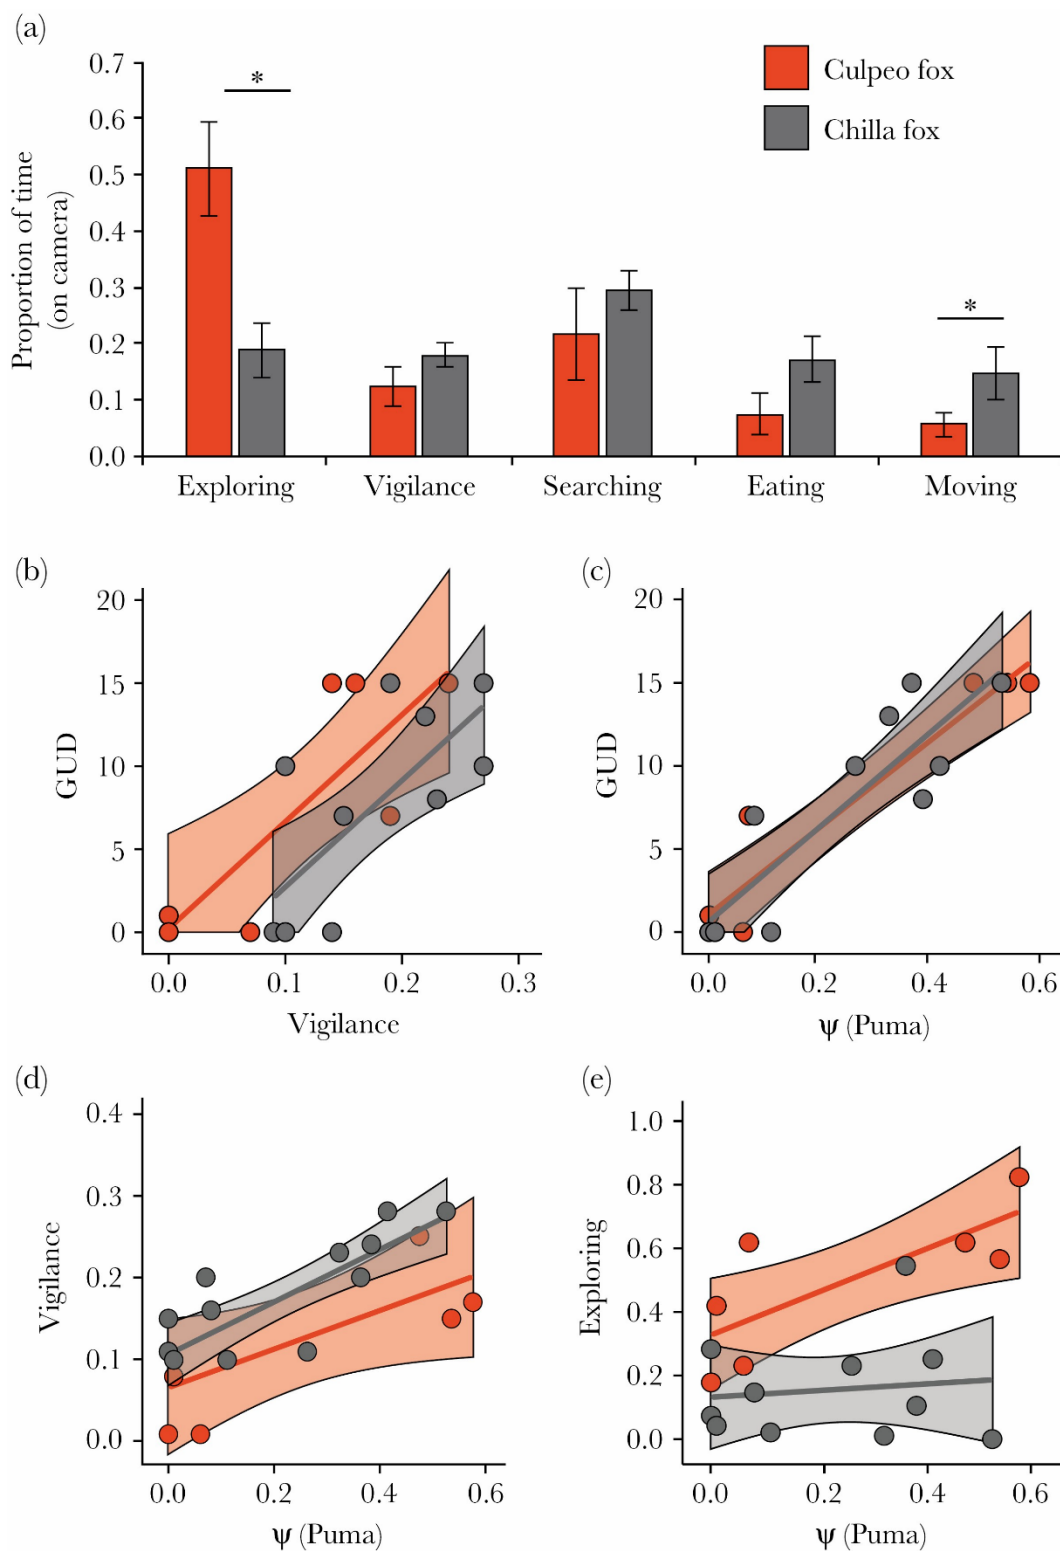 (a)
Culpeo fox
Chilla fox
*
*
Proportion of time
(on camera)
0.7
0.6
0.5
0.4
0.3
0.2
0.1
0.0
Exploring
Vigilance
Searching
Eating
Moving
(b)
GUD
20
15
10
5
0
0.0
0.1
0.2
0.3
Vigilance
(c)
GUD
20
15
10
5
0
0.0
0.2
0.4
0.6
ψ (Puma)
(d)
Vigilance
0.4
0.3
0.2
0.1
0.0
0.0
0.2
0.4
0.6
ψ (Puma)
(e)
Exploring
1.0
0.8
0.6
0.4
0.2
0.0
0.0
0.2
0.4
0.6
ψ (Puma)